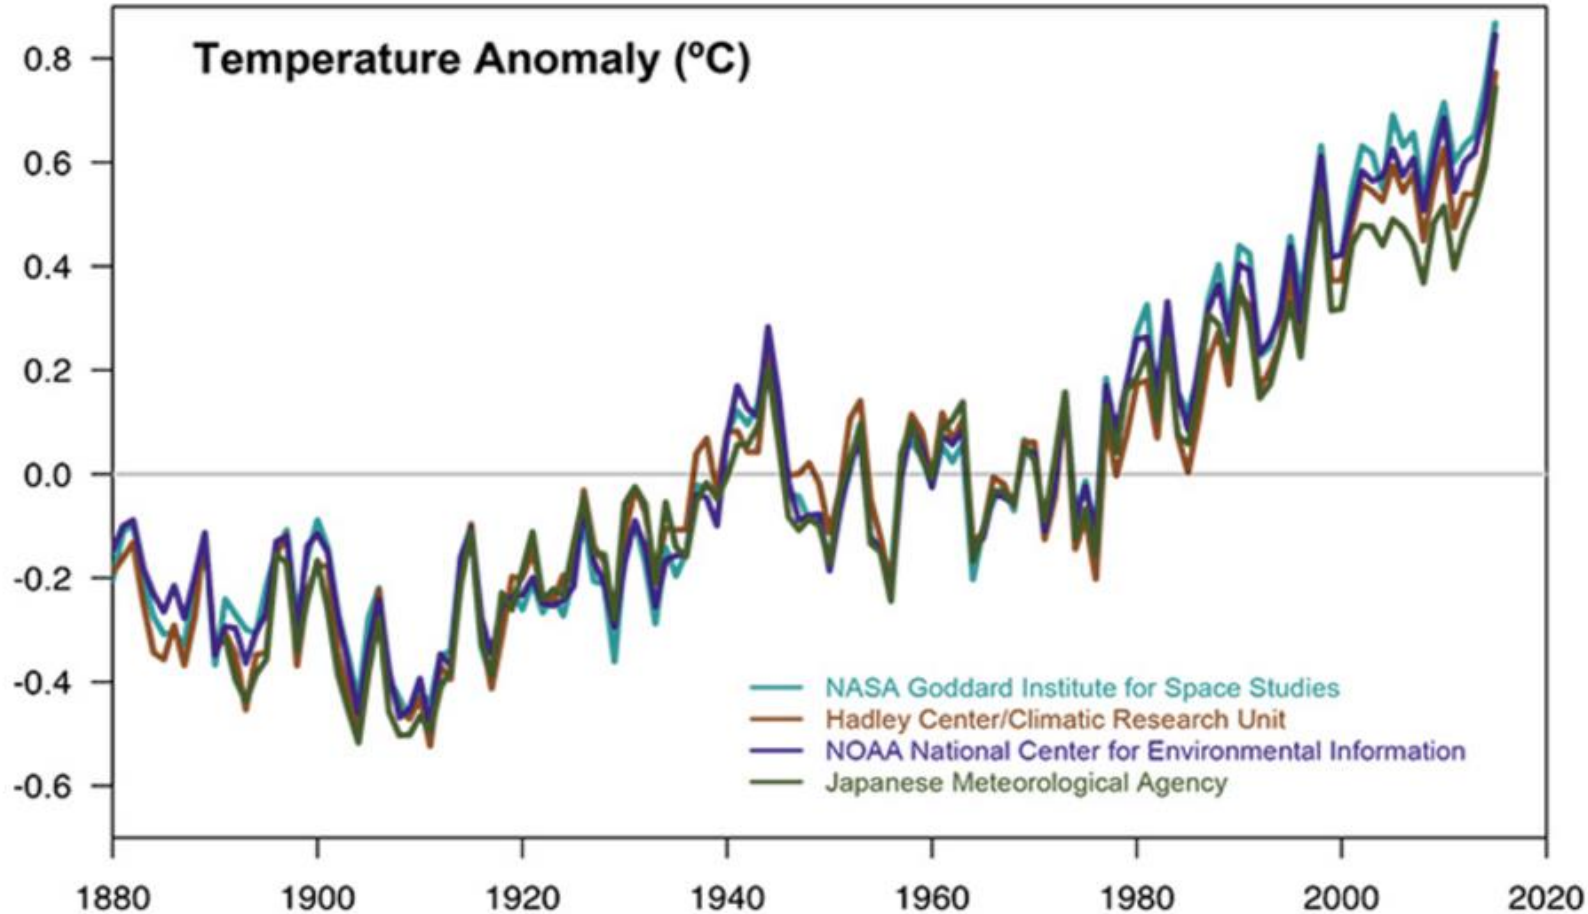 Temperature Anomaly (ºC)
0.8
0.6
0.4
0.2
0.0
-0.2
-0.4
-0.6
NASA Goddard Institute for Space Studies
Hadley Center/Climatic Research Unit
NOAA National Center for Environmental Information
Japanese Meteorological Agency
1880 1900 1920 1940 1960 1980 2000 2020